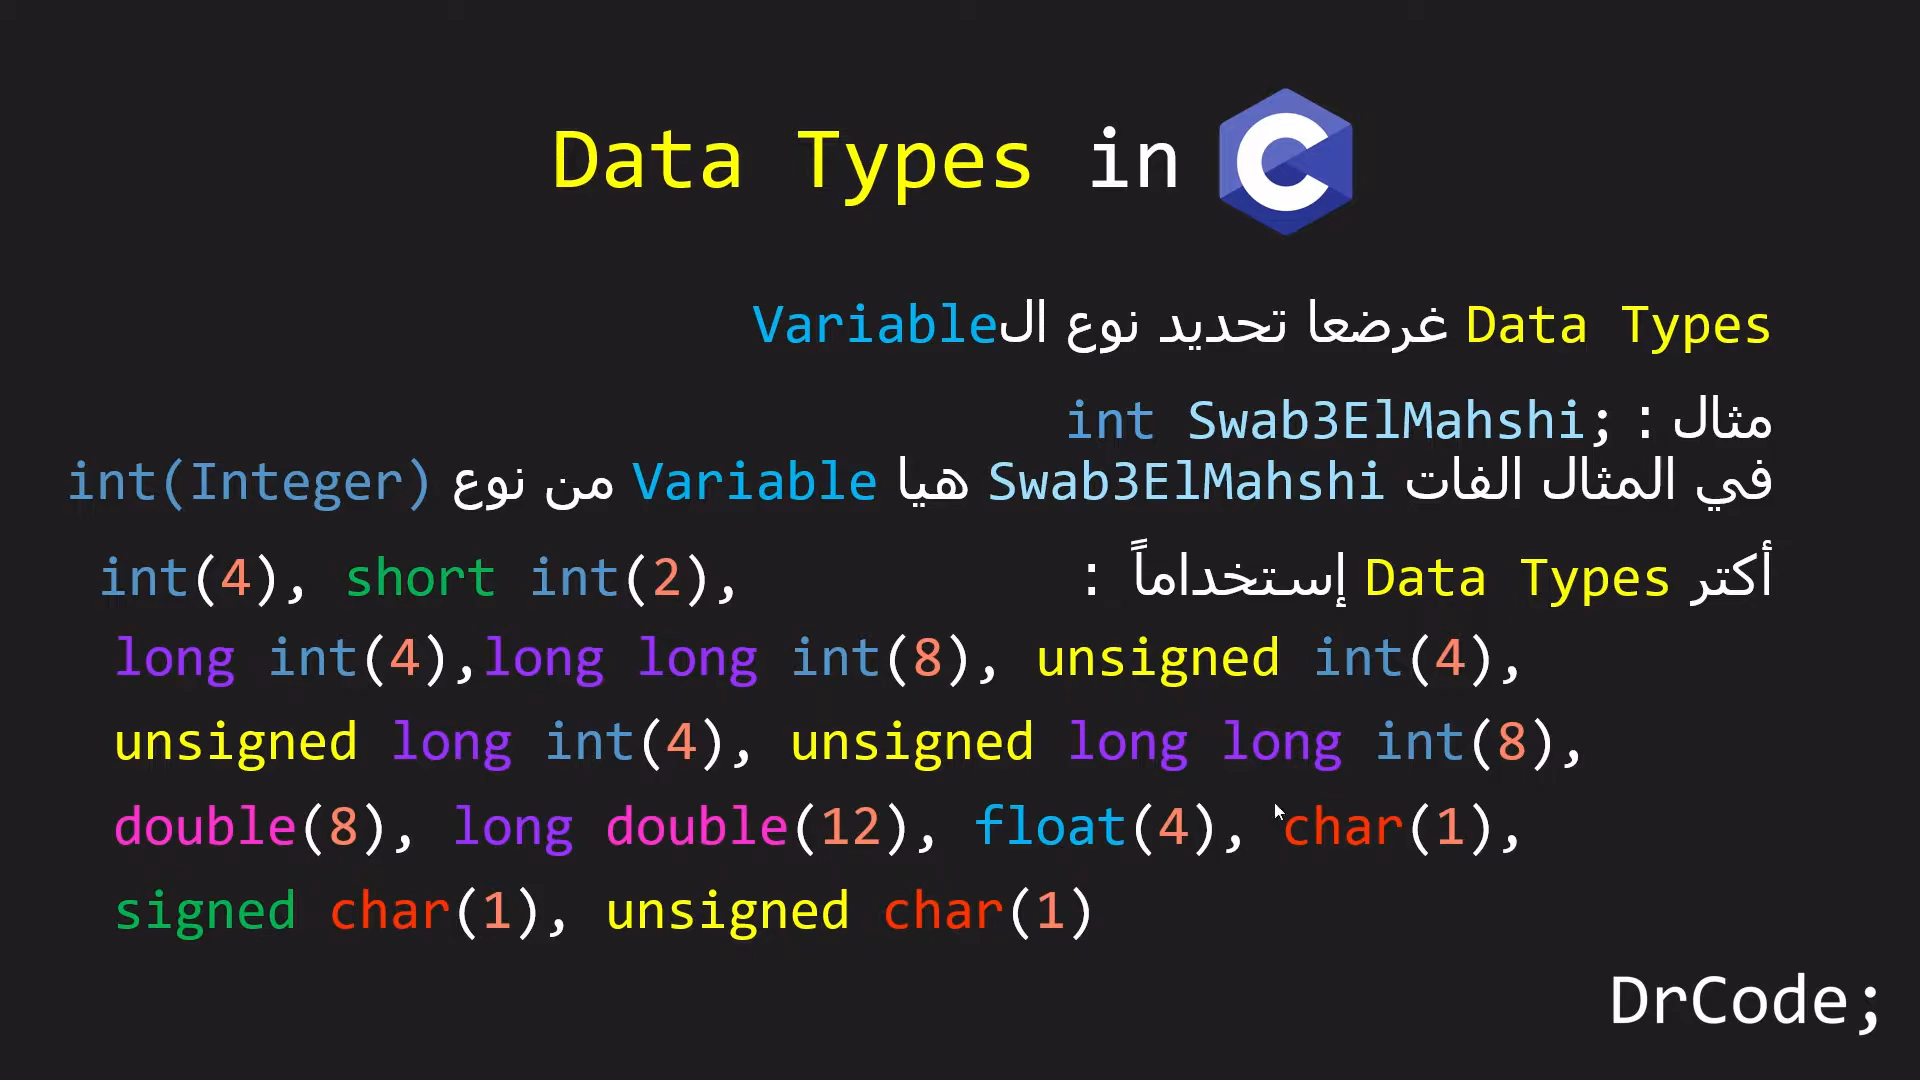 Data Types in C
Data Types غرضعا تحديد نوع الVariable
مثال : int Swab3ElMahshi;
في المثال الفات Swab3ElMahshi هيا Variable من نوع int(Integer)
أكتر Data Types إستخداماً : int(4), short int(2),
long int(4),long long int(8), unsigned int(4),
unsigned long int(4), unsigned long long int(8),
double(8), long double(12), float(4), char(1),
signed char(1), unsigned char(1)
DrCode;